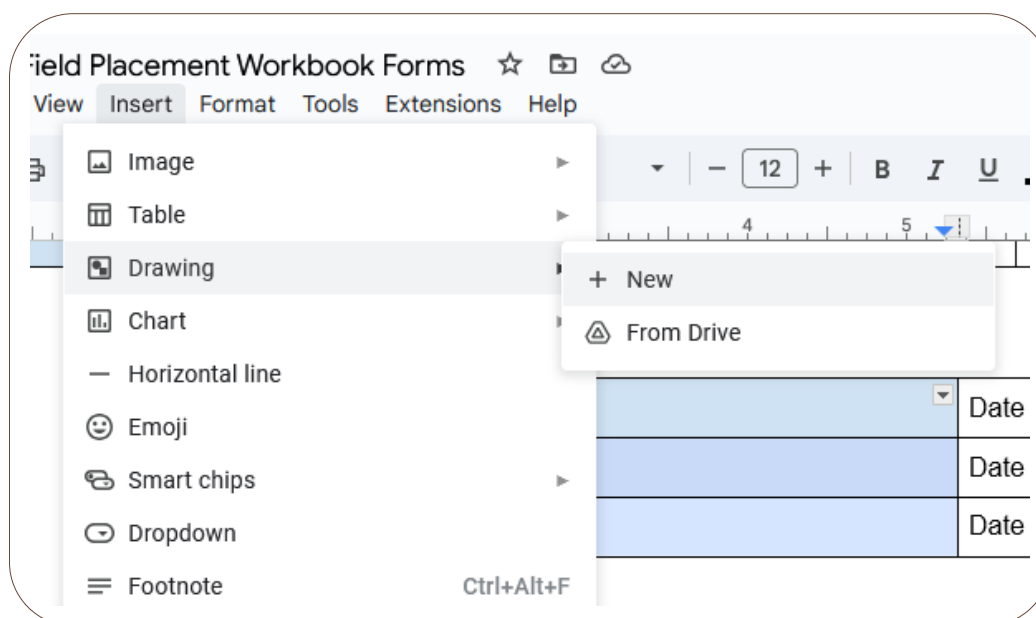 Field Placement Workbook Forms
View Insert Format Tools Extensions Help
Image
12 B I U
Table
4 5
Drawing
New
Chart
From Drive
Horizontal line
Date
Emoji
Date
Smart chips
Date
Dropdown
Footnote Ctrl+Alt+F